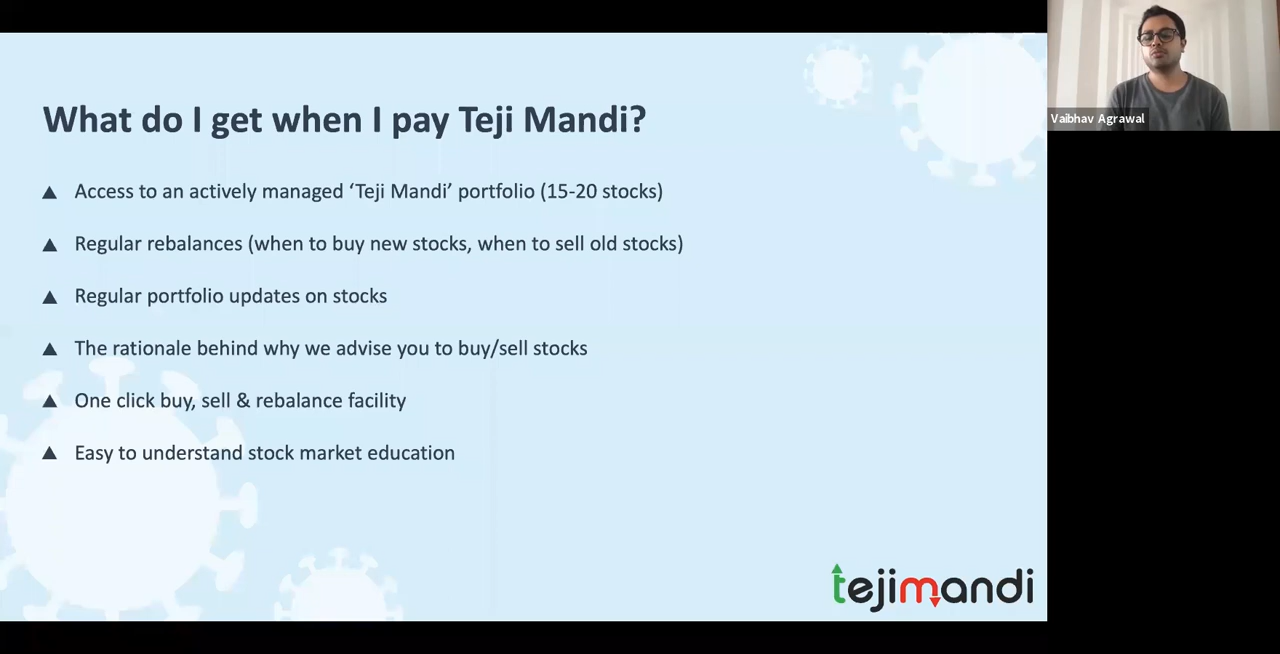 What do I get when I pay Teji Mandi?
Access to an actively managed ‘Teji Mandi’ portfolio (15-20 stocks)
Regular rebalances (when to buy new stocks, when to sell old stocks)
Regular portfolio updates on stocks
The rationale behind why we advise you to buy/sell stocks
One click buy, sell & rebalance facility
Easy to understand stock market education
tejimandi
Vaibhav Agrawal